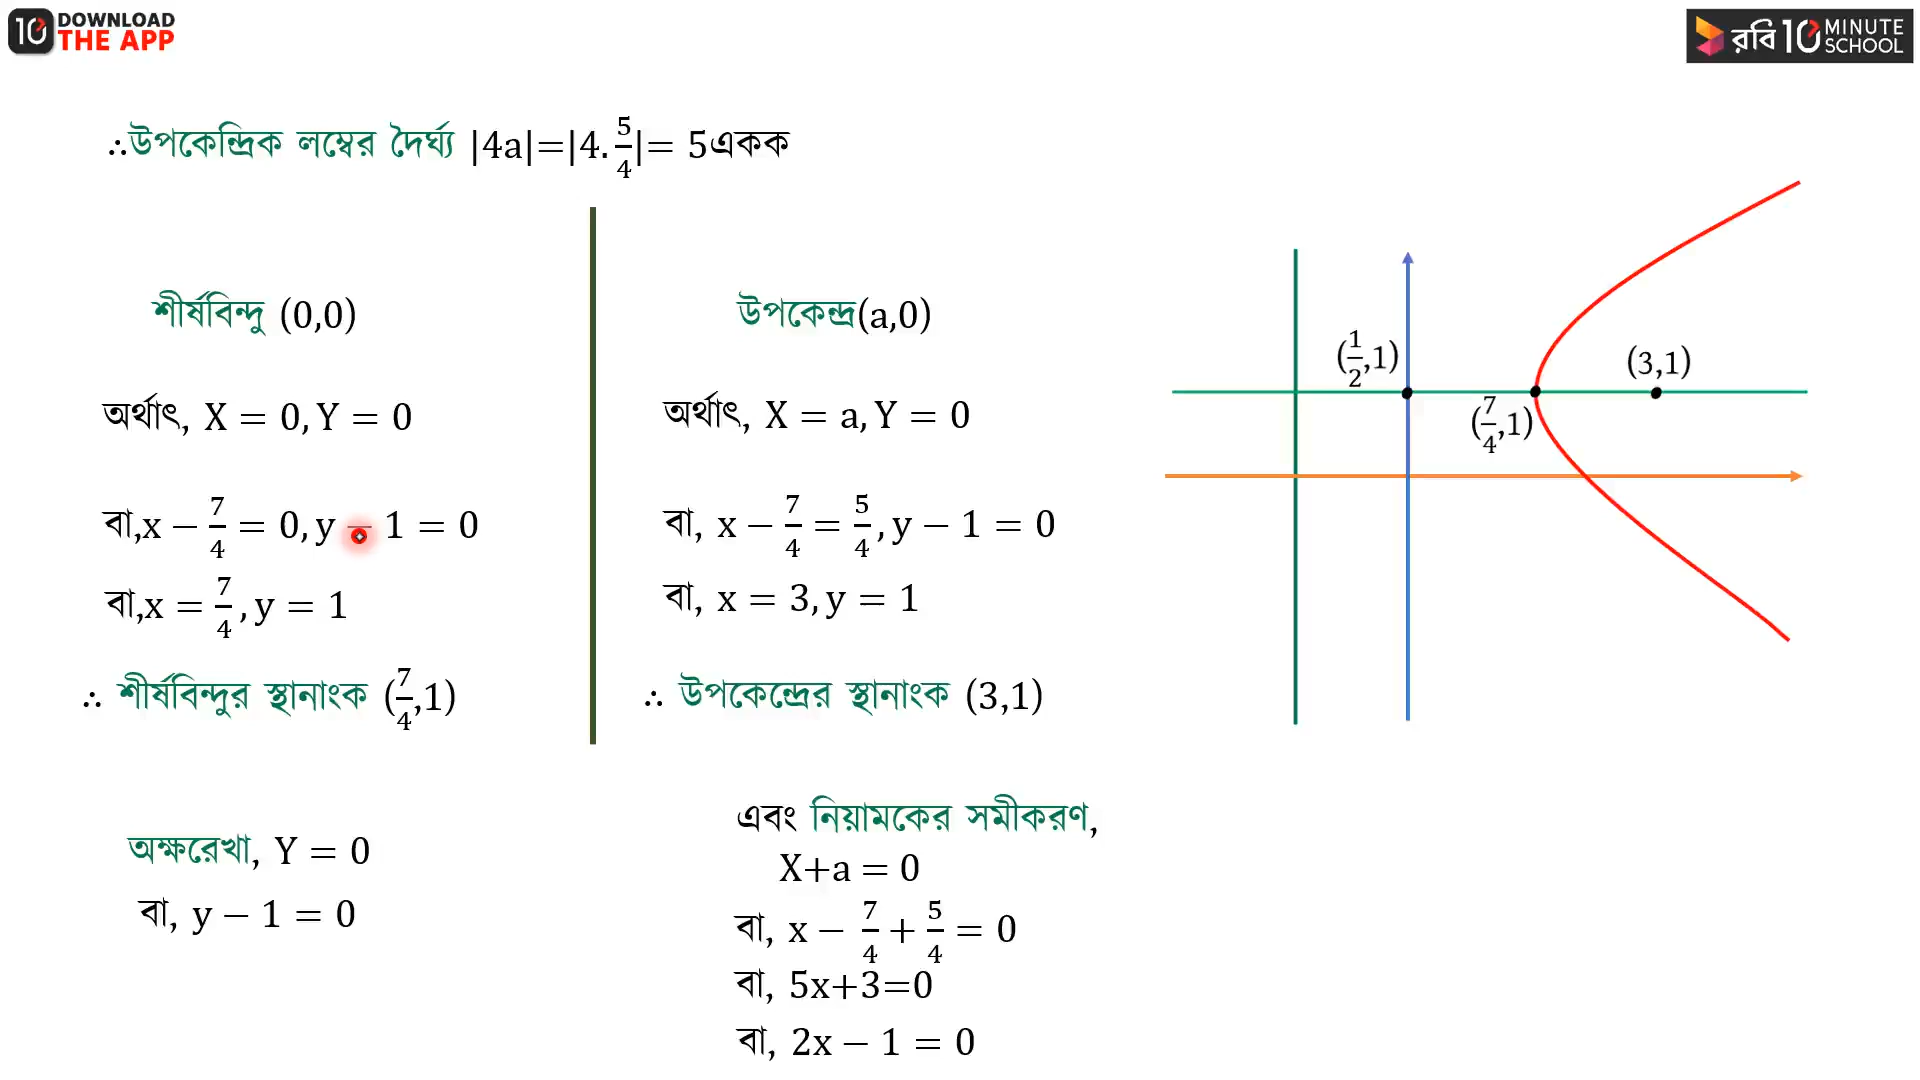 10 DOWNLOAD THE APP
রবি 10 MINUTE SCHOOL
∴উপকেন্দ্রিক লম্বের দৈর্ঘ্য |4a|=|4.5/4|= 5একক
শীর্ষবিন্দু (0,0)
অর্থাৎ, X = 0, Y = 0
বা,x − 7/4 = 0, y − 1 = 0
বা,x = 7/4, y = 1
∴ শীর্ষবিন্দুর স্থানাংক (7/4,1)
উপকেন্দ্র(a,0)
অর্থাৎ, X = a, Y = 0
বা, x − 7/4 = 5/4, y − 1 = 0
বা, x = 3, y = 1
∴ উপকেন্দ্রের স্থানাংক (3,1)
(1/2,1)
(3,1)
(7/4,1)
অক্ষরেখা, Y = 0
বা, y − 1 = 0
এবং নিয়ামকের সমীকরণ,
X+a = 0
বা, x − 7/4 + 5/4 = 0
বা, 5x+3=0
বা, 2x − 1 = 0